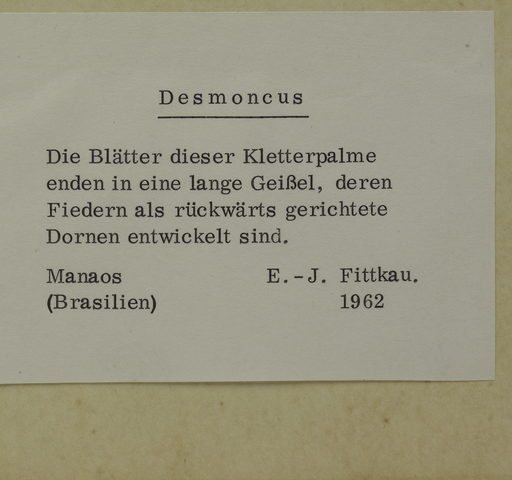 Desmoncus
Die Blätter dieser Kletterpalme
enden in eine lange Geißel, deren
Fiedern als rückwärts gerichtete
Dornen entwickelt sind.
Manaos E.-J. Fittkau.
(Brasilien) 1962